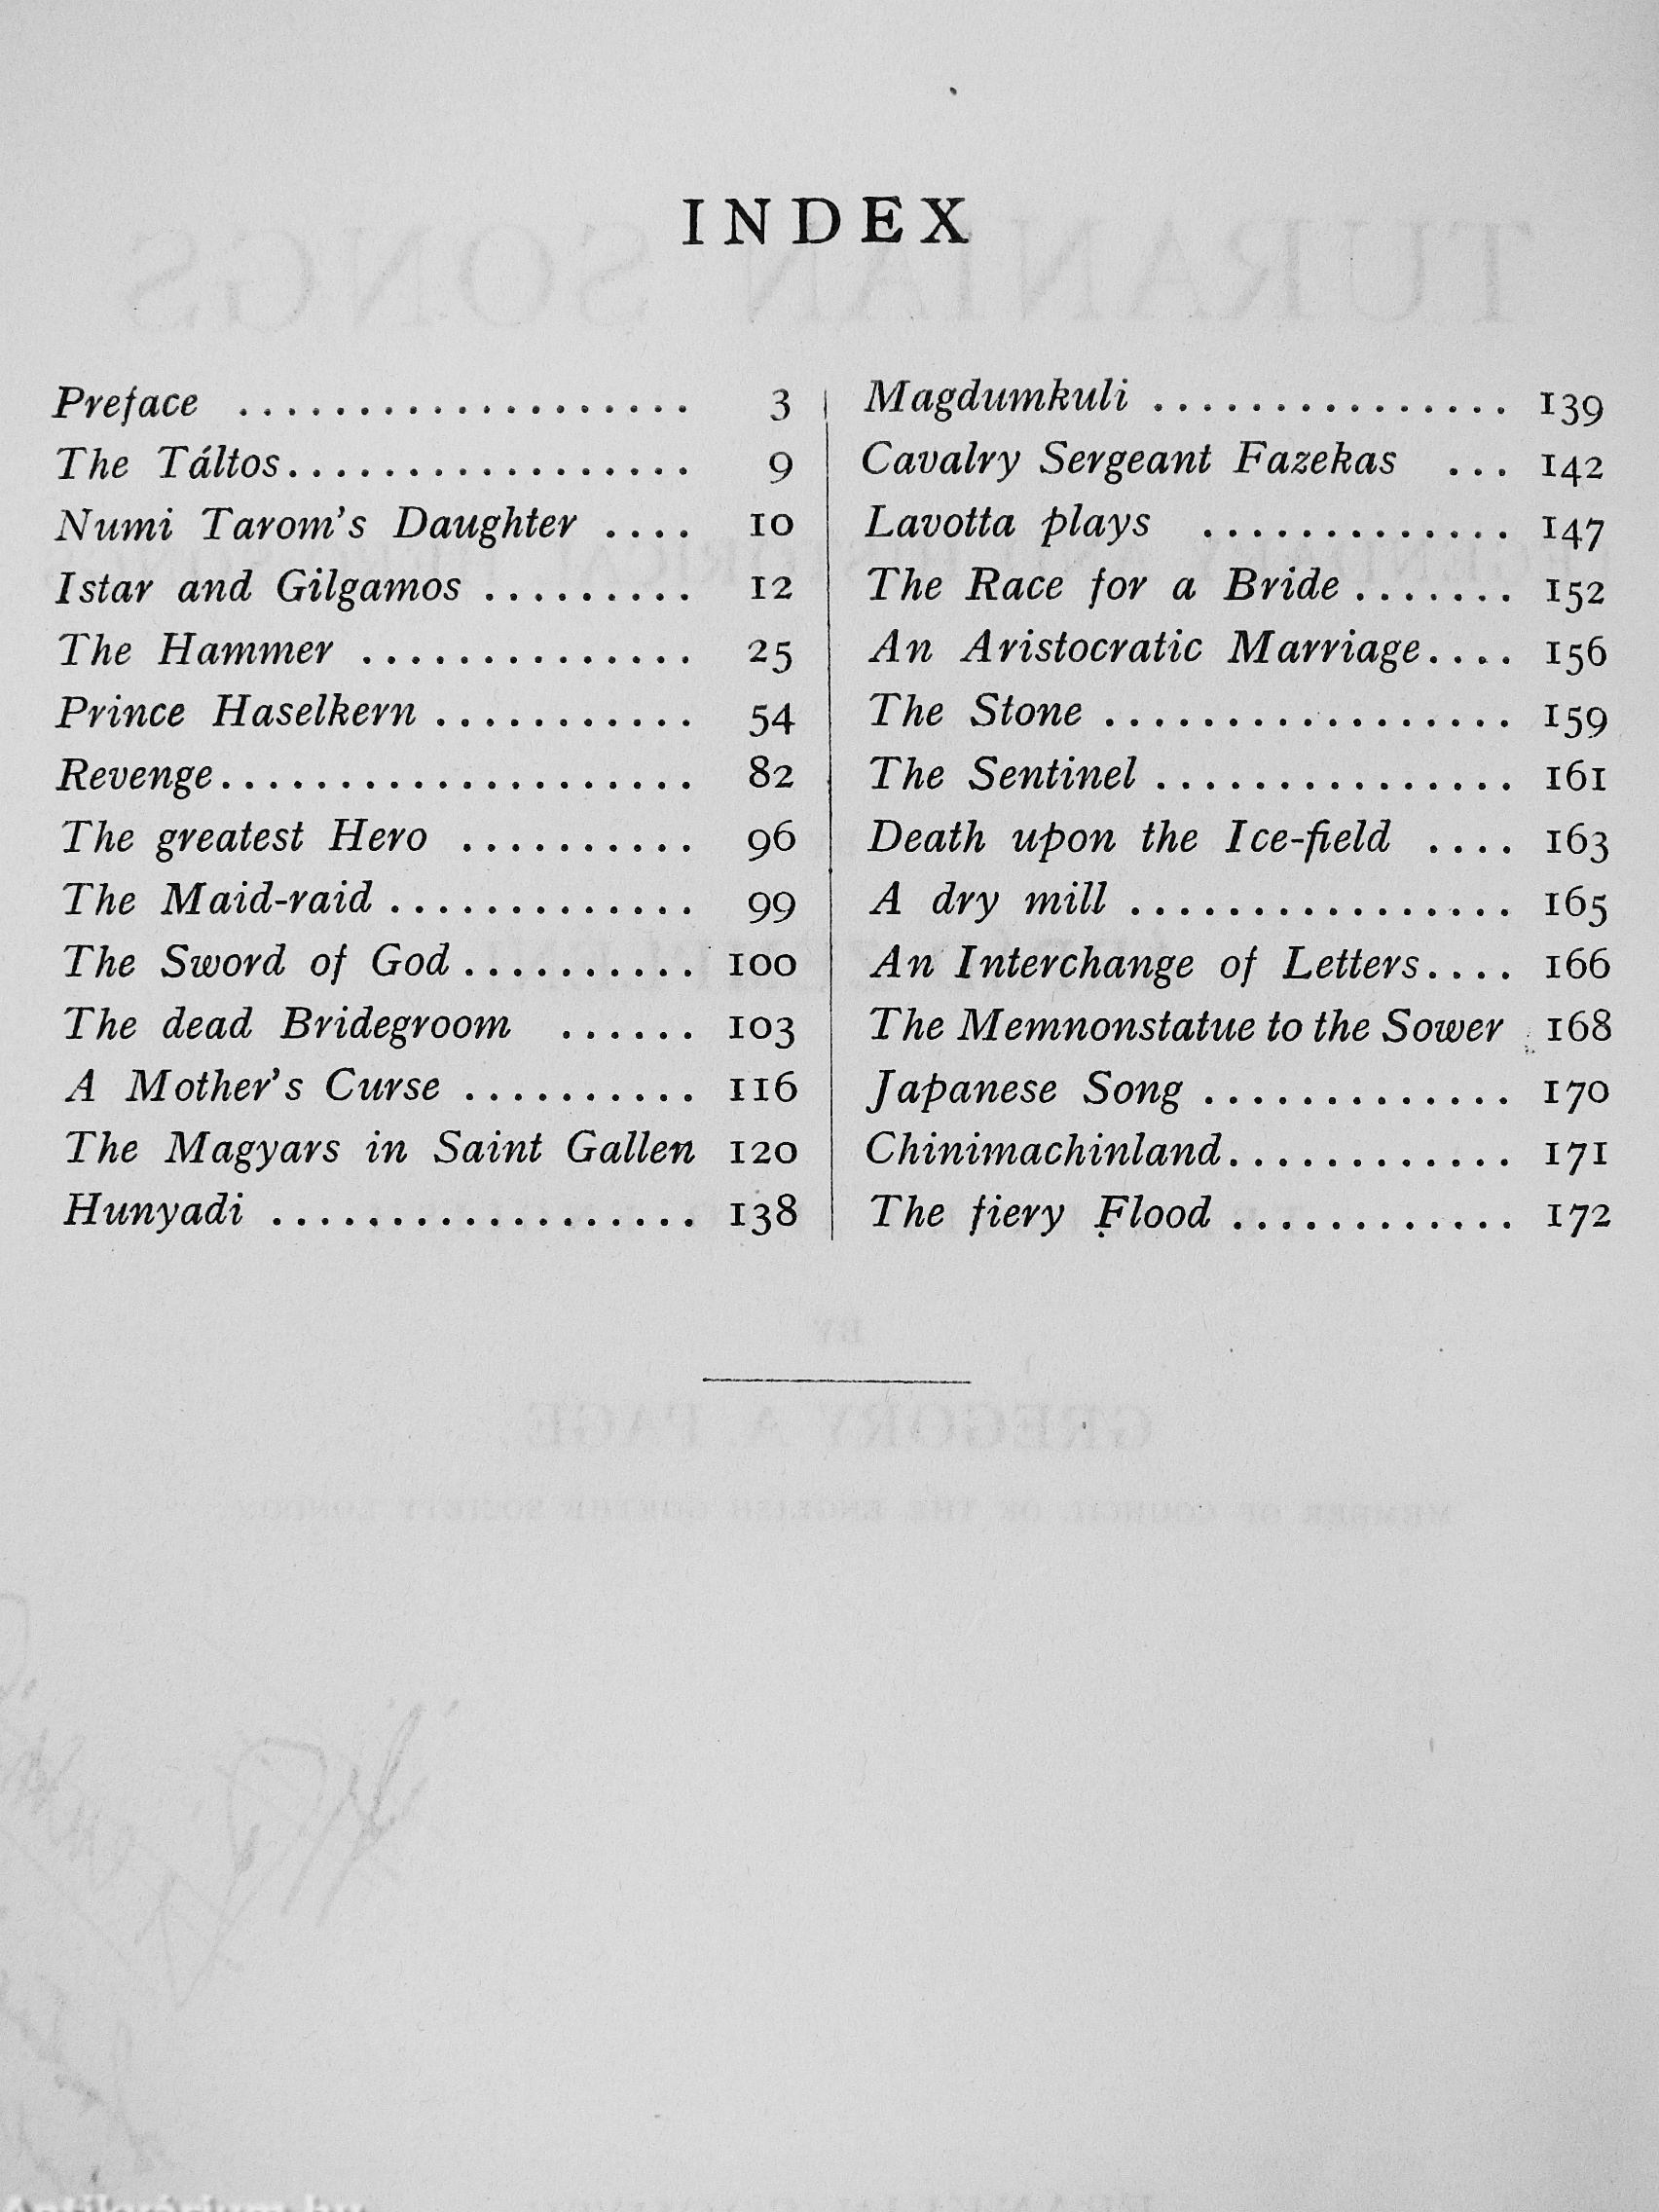 INDEX
Preface .................... 3
The Táltos................. 9
Numi Tarom's Daughter .... 10
Istar and Gilgamos ......... 12
The Hammer .............. 25
Prince Haselkern ........... 54
Revenge.................... 82
The greatest Hero .......... 96
The Maid-raid ............. 99
The Sword of God .......... 100
The dead Bridegroom ...... 103
A Mother's Curse .......... 116
The Magyars in Saint Gallen 120
Hunyadi .................. 138
Magdumkuli ............... 139
Cavalry Sergeant Fazekas ... 142
Lavotta plays ............. 147
The Race for a Bride ....... 152
An Aristocratic Marriage.... 156
The Stone ................. 159
The Sentinel ............... 161
Death upon the Ice-field .... 163
A dry mill ................ 165
An Interchange of Letters.... 166
The Memnonstatue to the Sower 168
Japanese Song ............. 170
Chinimachinland............ 171
The fiery Flood ............ 172